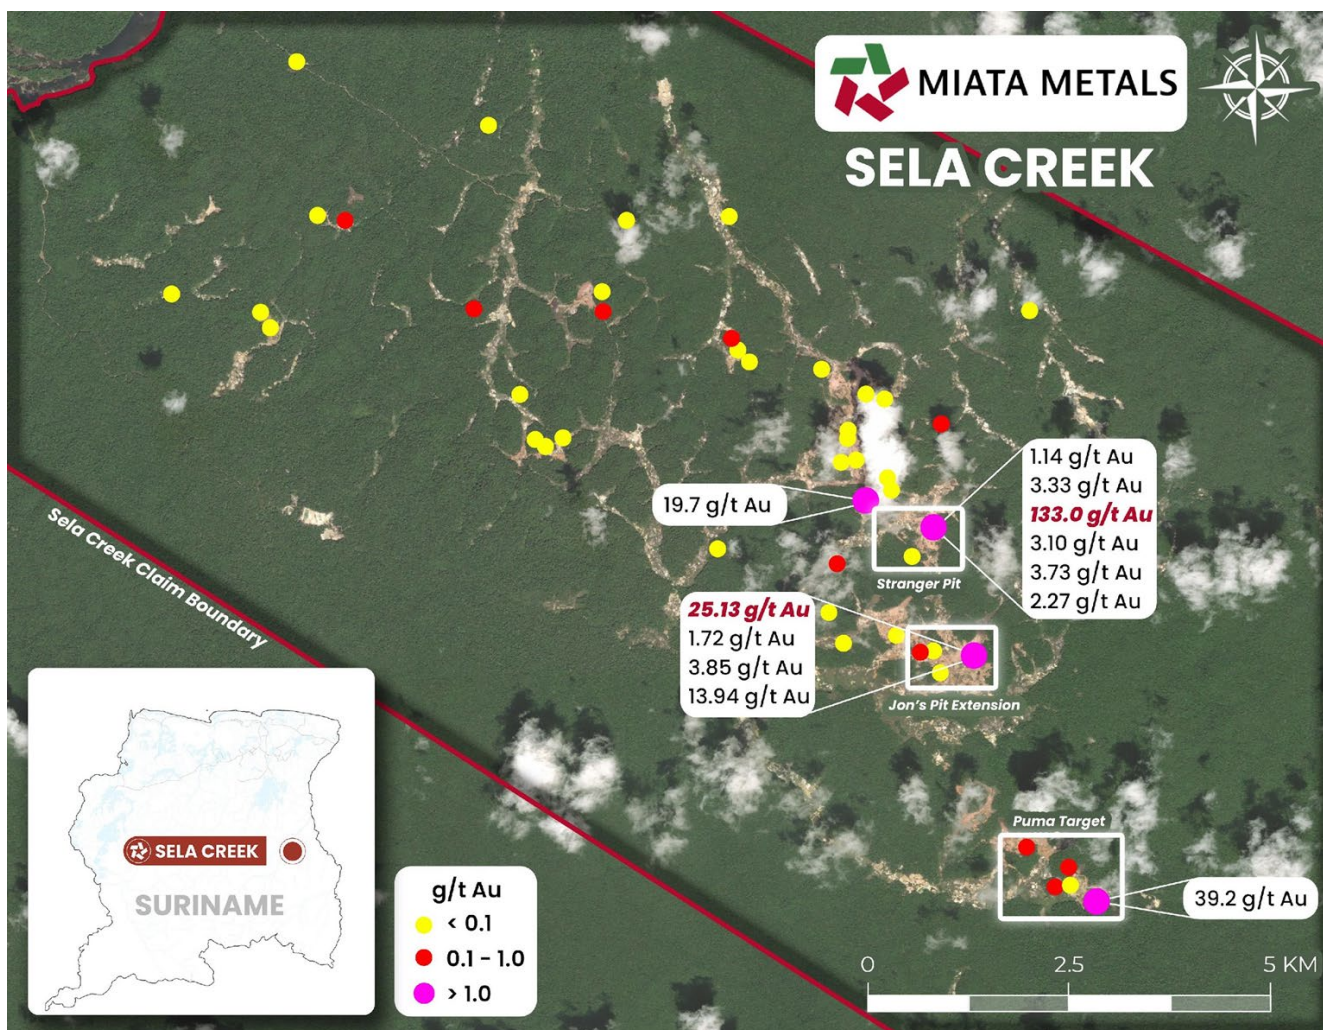 MIATA METALS
SELA CREEK
1.14 g/t Au
3.33 g/t Au
133.0 g/t Au
3.10 g/t Au
3.73 g/t Au
2.27 g/t Au
19.7 g/t Au
Stranger Pit
Sela Creek Claim Boundary
25.13 g/t Au
1.72 g/t Au
3.85 g/t Au
13.94 g/t Au
Jon's Pit Extension
Puma Target
39.2 g/t Au
SELA CREEK
SURINAME
g/t Au
< 0.1
0.1 - 1.0
> 1.0
0 2.5 5 KM